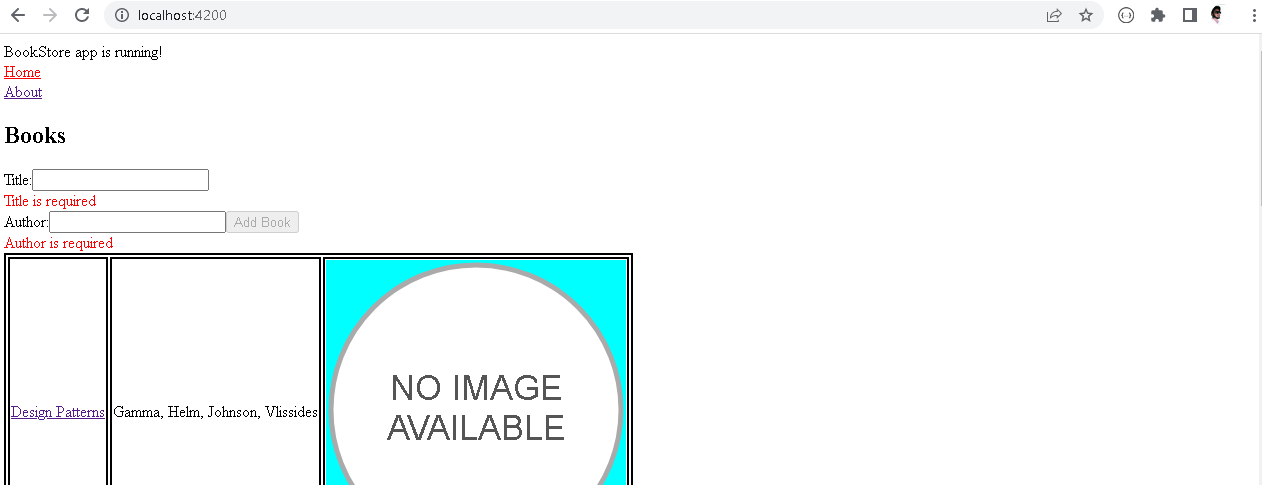 localhost:4200
BookStore app is running!
Home
About
Books
Title:
Title is required
Author: Add Book
Author is required
Design Patterns Gamma, Helm, Johnson, Vlissides NO IMAGE
AVAILABLE